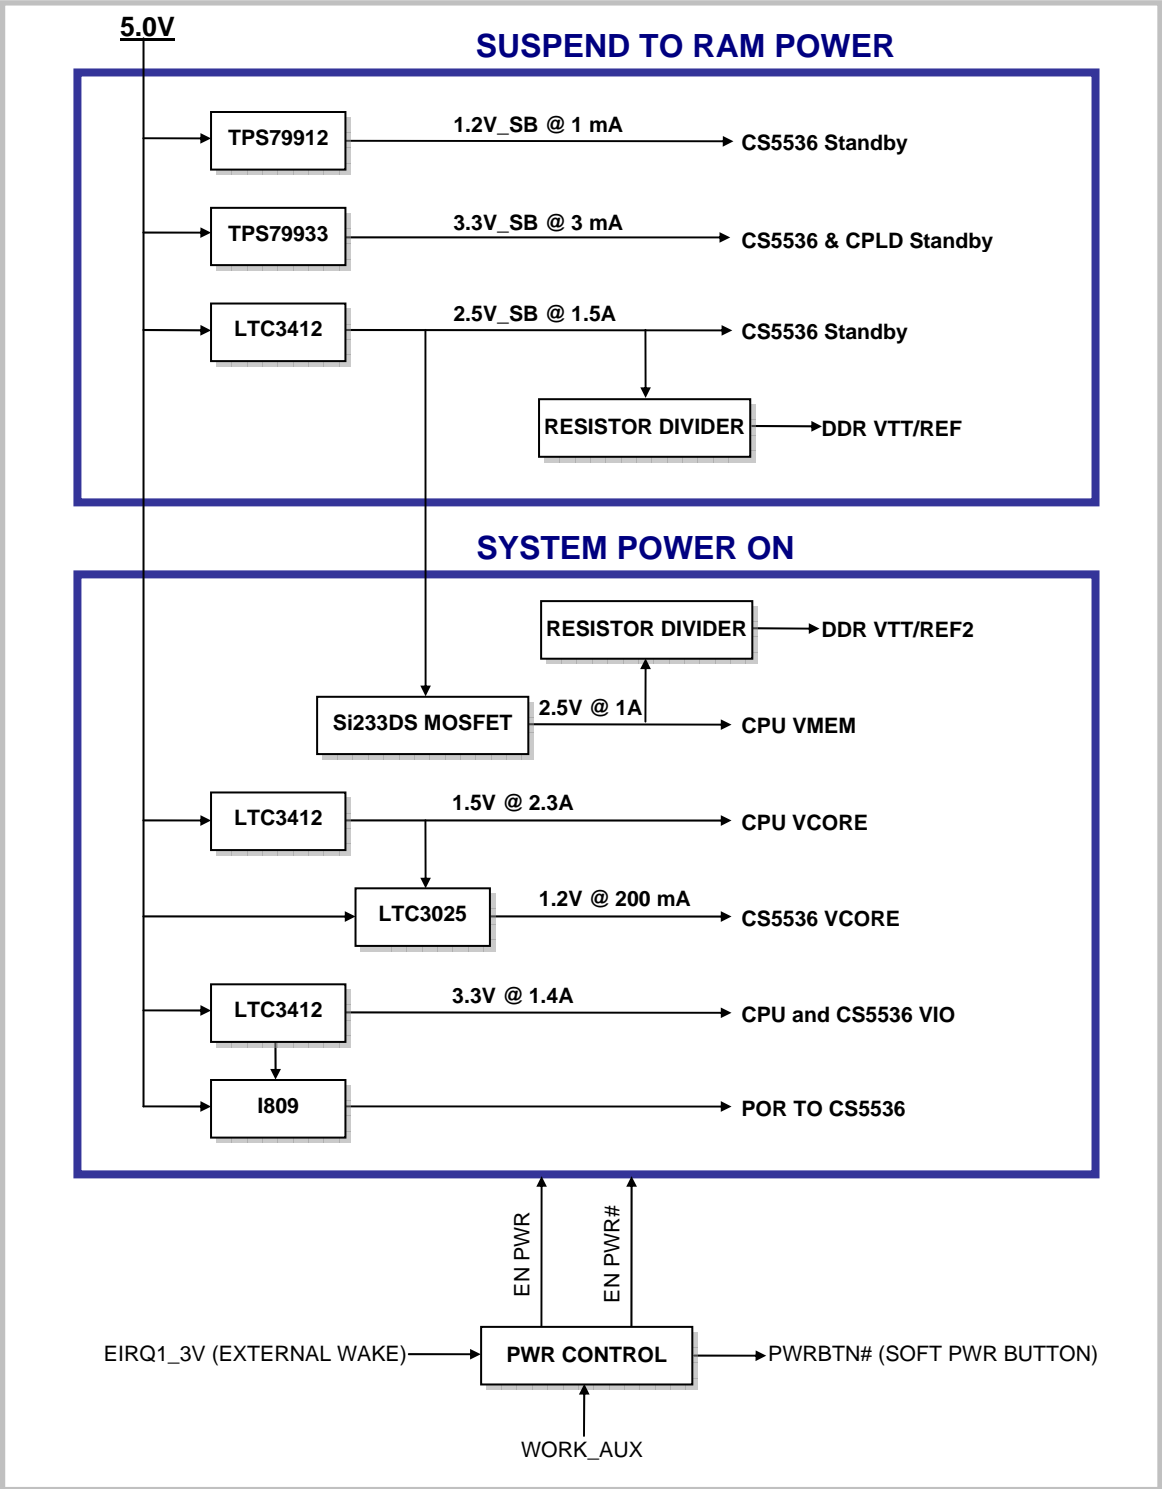 5.0V
SUSPEND TO RAM POWER
TPS79912
1.2V_SB @ 1 mA
CS5536 Standby
TPS79933
3.3V_SB @ 3 mA
CS5536 & CPLD Standby
LTC3412
2.5V_SB @ 1.5A
CS5536 Standby
RESISTOR DIVIDER
DDR VTT/REF
SYSTEM POWER ON
RESISTOR DIVIDER
DDR VTT/REF2
Si233DS MOSFET
2.5V @ 1A
CPU VMEM
LTC3412
1.5V @ 2.3A
CPU VCORE
LTC3025
1.2V @ 200 mA
CS5536 VCORE
LTC3412
3.3V @ 1.4A
CPU and CS5536 VIO
I809
POR TO CS5536
EN PWR
EN PWR#
EIRQ1_3V (EXTERNAL WAKE)
PWR CONTROL
PWRBTN# (SOFT PWR BUTTON)
WORK_AUX